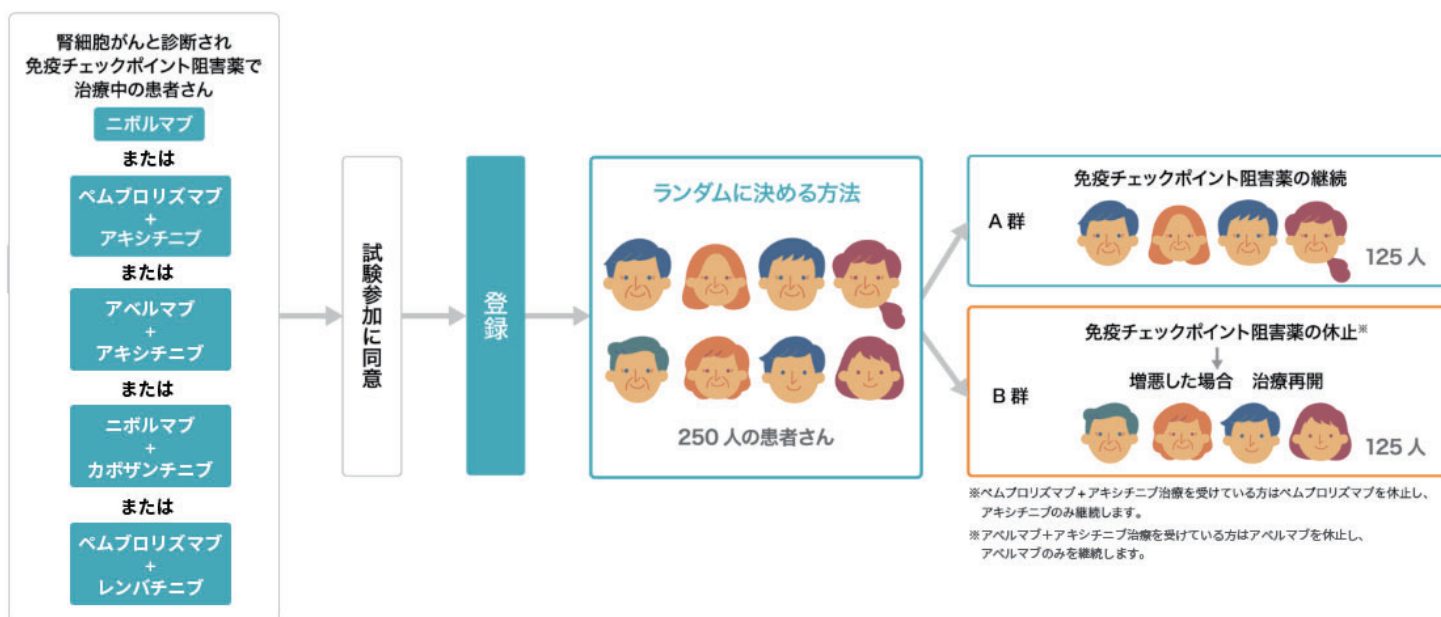 腎細胞がんと診断され
免疫チェックポイント阻害薬で
治療中の患者さん
ニボルマブ
または
ペムブロリズマブ
+
アキシチニブ
または
アベルマブ
+
アキシチニブ
または
ニボルマブ
+
カボザンチニブ
または
ペムブロリズマブ
+
レンバチニブ
試験参加に同意
登録
ランダムに決める方法
250人の患者さん
免疫チェックポイント阻害薬の継続
A群
125人
免疫チェックポイント阻害薬の休止※
増悪した場合 治療再開
B群
125人
※ペムブロリズマブ+アキシチニブ治療を受けている方はペムブロリズマブを休止し、
アキシチニブのみ継続します。
※アベルマブ+アキシチニブ治療を受けている方はアベルマブを休止し、
アベルマブのみを継続します。